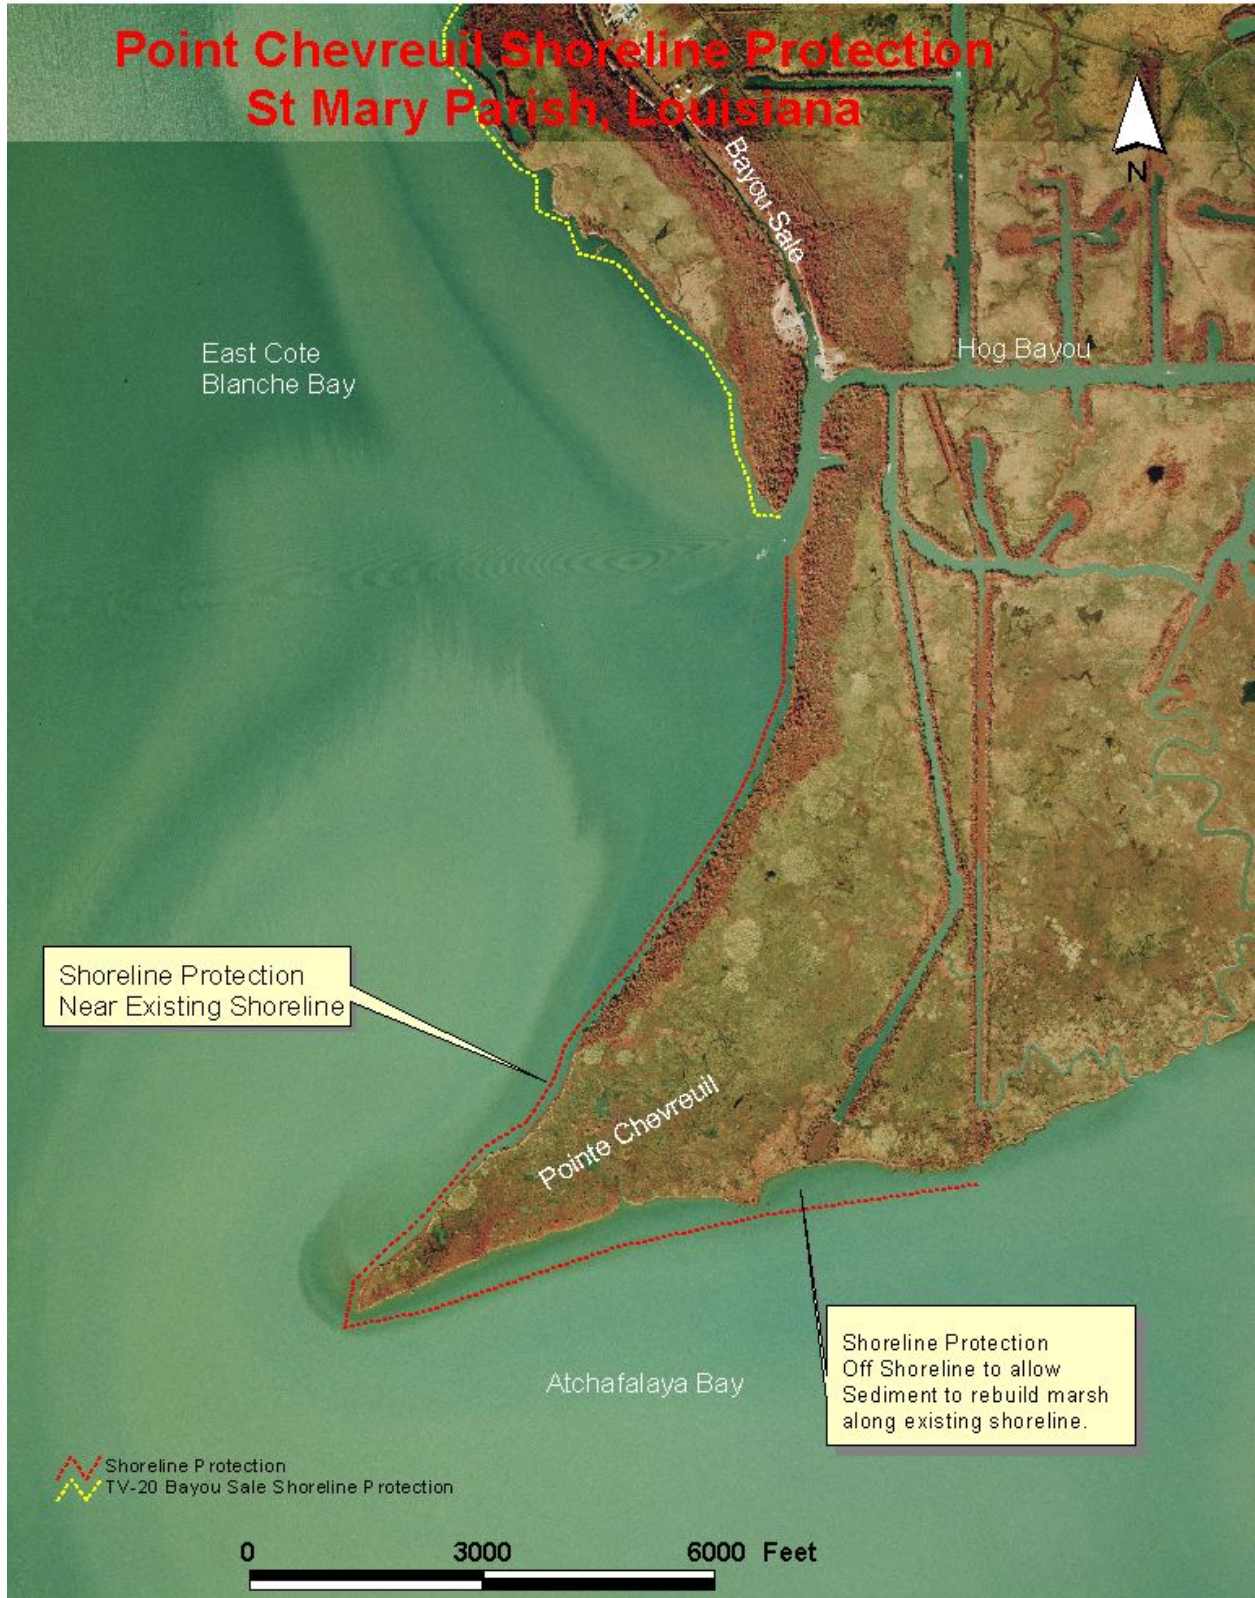 Point Chevreuil Shoreline Protection
St Mary Parish, Louisiana
N
Bayou Sale
East Cote
Blanche Bay
Hog Bayou
Shoreline Protection
Near Existing Shoreline
Pointe Chevreuil
Shoreline Protection
Off Shoreline to allow
Sediment to rebuild marsh
along existing shoreline.
Atchafalaya Bay
Shoreline Protection
TV-20 Bayou Sale Shoreline Protection
0 3000 6000 Feet